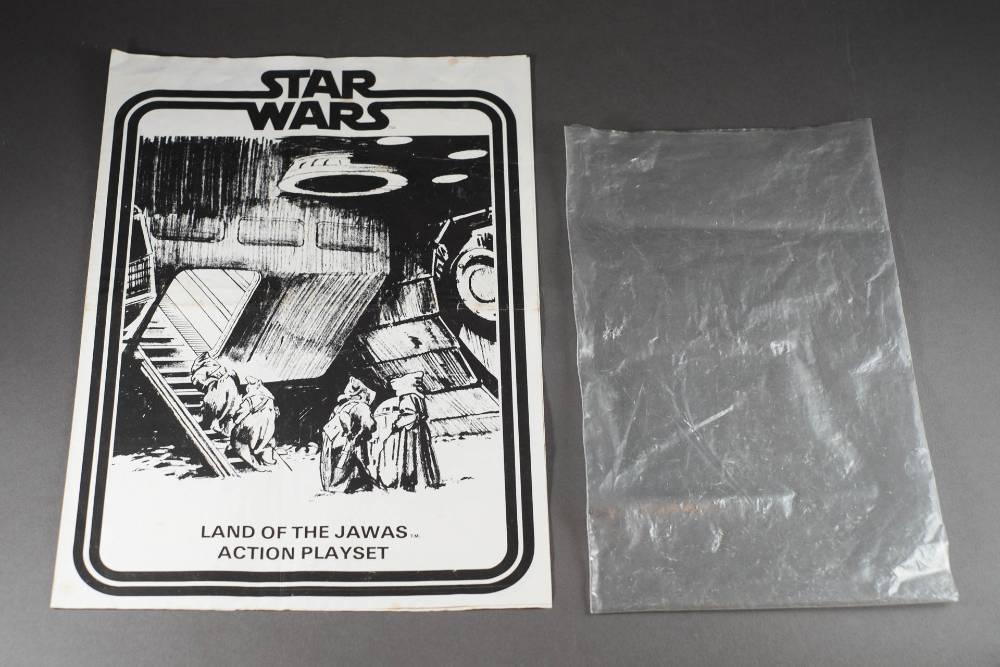 STAR
WARS
LAND OF THE JAWAS™
ACTION PLAYSET